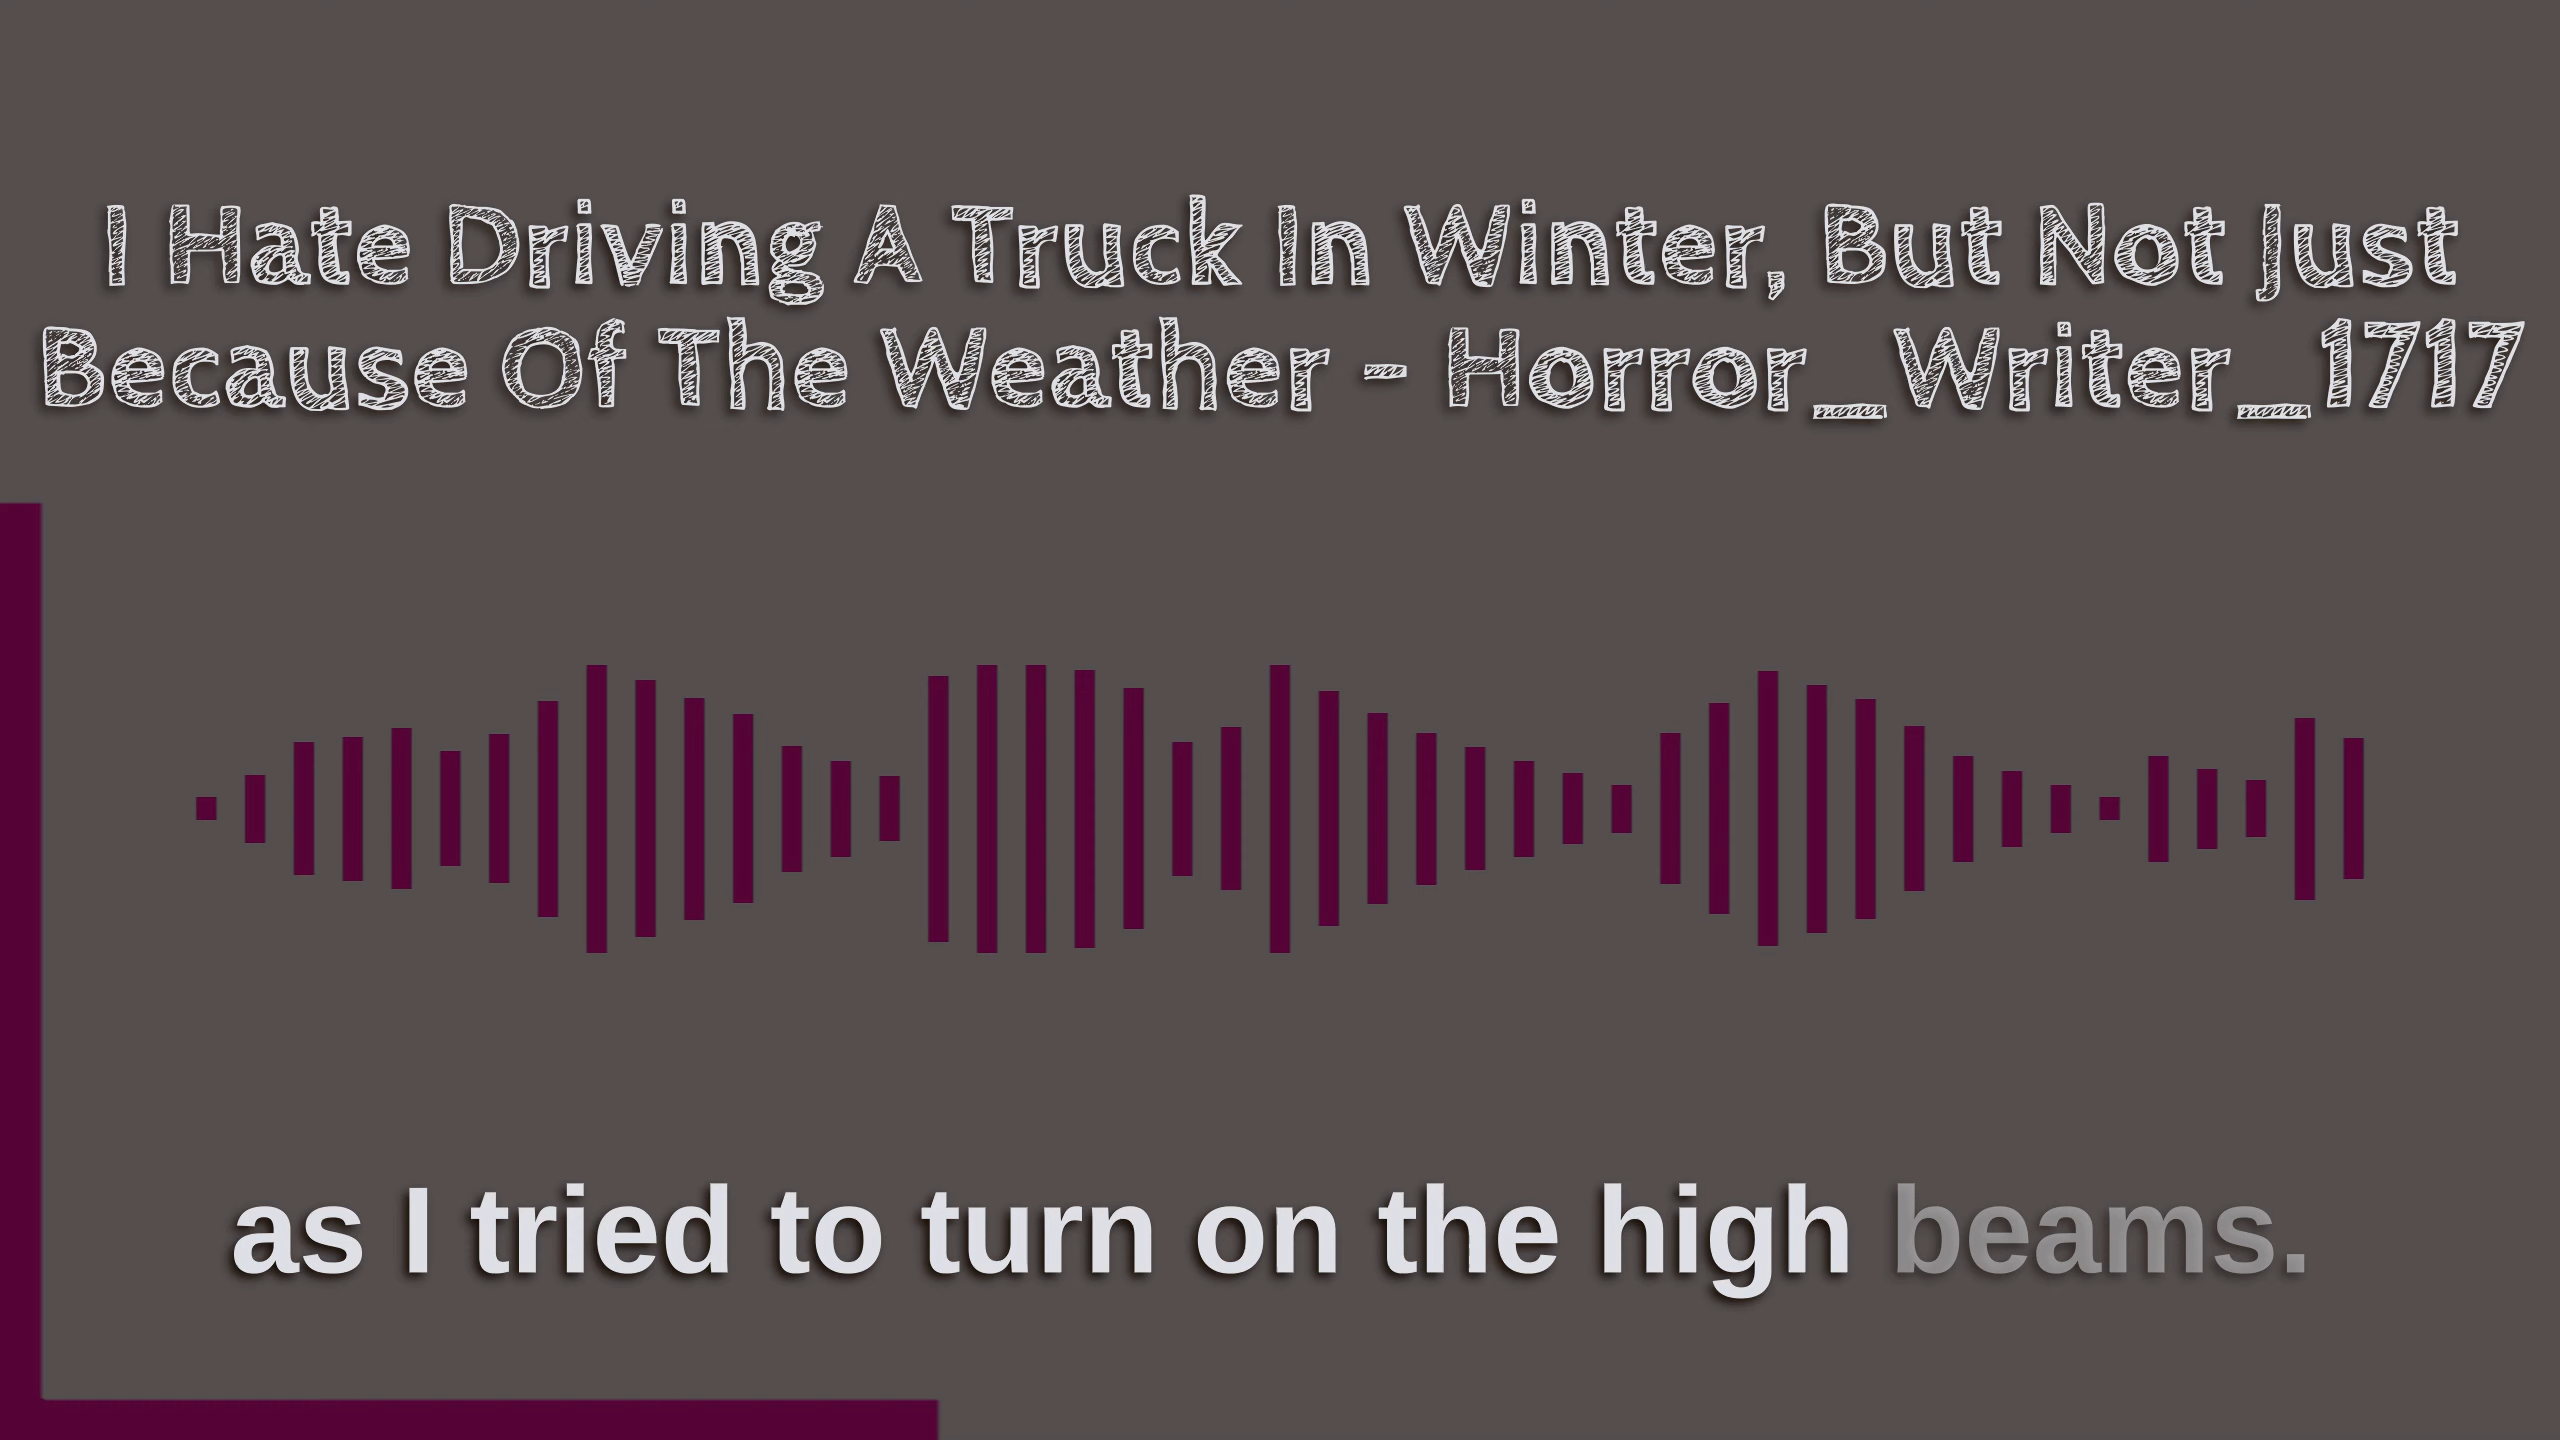 I Hate Driving A Truck In Winter, But Not Just
Because Of The Weather - Horror_Writer_1717
as I tried to turn on the high beams.